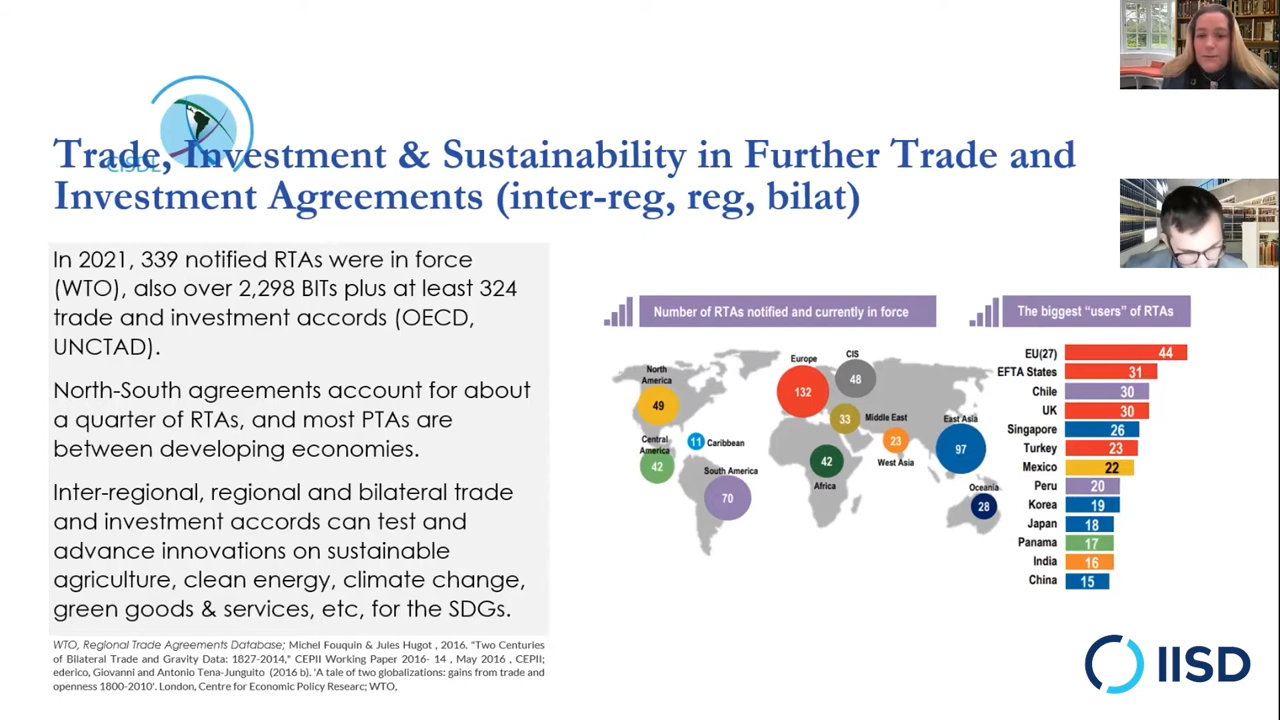 CISDL
Trade, Investment & Sustainability in Further Trade and
Investment Agreements (inter-reg, reg, bilat)
In 2021, 339 notified RTAs were in force
(WTO), also over 2,298 BITs plus at least 324
trade and investment accords (OECD,
UNCTAD).
North-South agreements account for about
a quarter of RTAs, and most PTAs are
between developing economies.
Inter-regional, regional and bilateral trade
and investment accords can test and
advance innovations on sustainable
agriculture, clean energy, climate change,
green goods & services, etc, for the SDGs.
WTO, Regional Trade Agreements Database; Michel Fouquin & Jules Hugot , 2016. "Two Centuries
of Bilateral Trade and Gravity Data: 1827-2014," CEPII Working Paper 2016- 14 , May 2016 , CEPII;
ederico, Giovanni and Antonio Tena-Junguito (2016 b). 'A tale of two globalizations: gains from trade and
openness 1800-2010'. London, Centre for Economic Policy Researc; WTO,
Number of RTAs notified and currently in force
North
America
49
Europe
132
CIS
48
33
Middle East
23
West Asia
East Asia
97
Central
America
42
11 Caribbean
South America
70
42
Africa
Oceania
28
The biggest “users” of RTAs
EU(27) 44
EFTA States 31
Chile 30
UK 30
Singapore 26
Turkey 23
Mexico 22
Peru 20
Korea 19
Japan 18
Panama 17
India 16
China 15
IISD